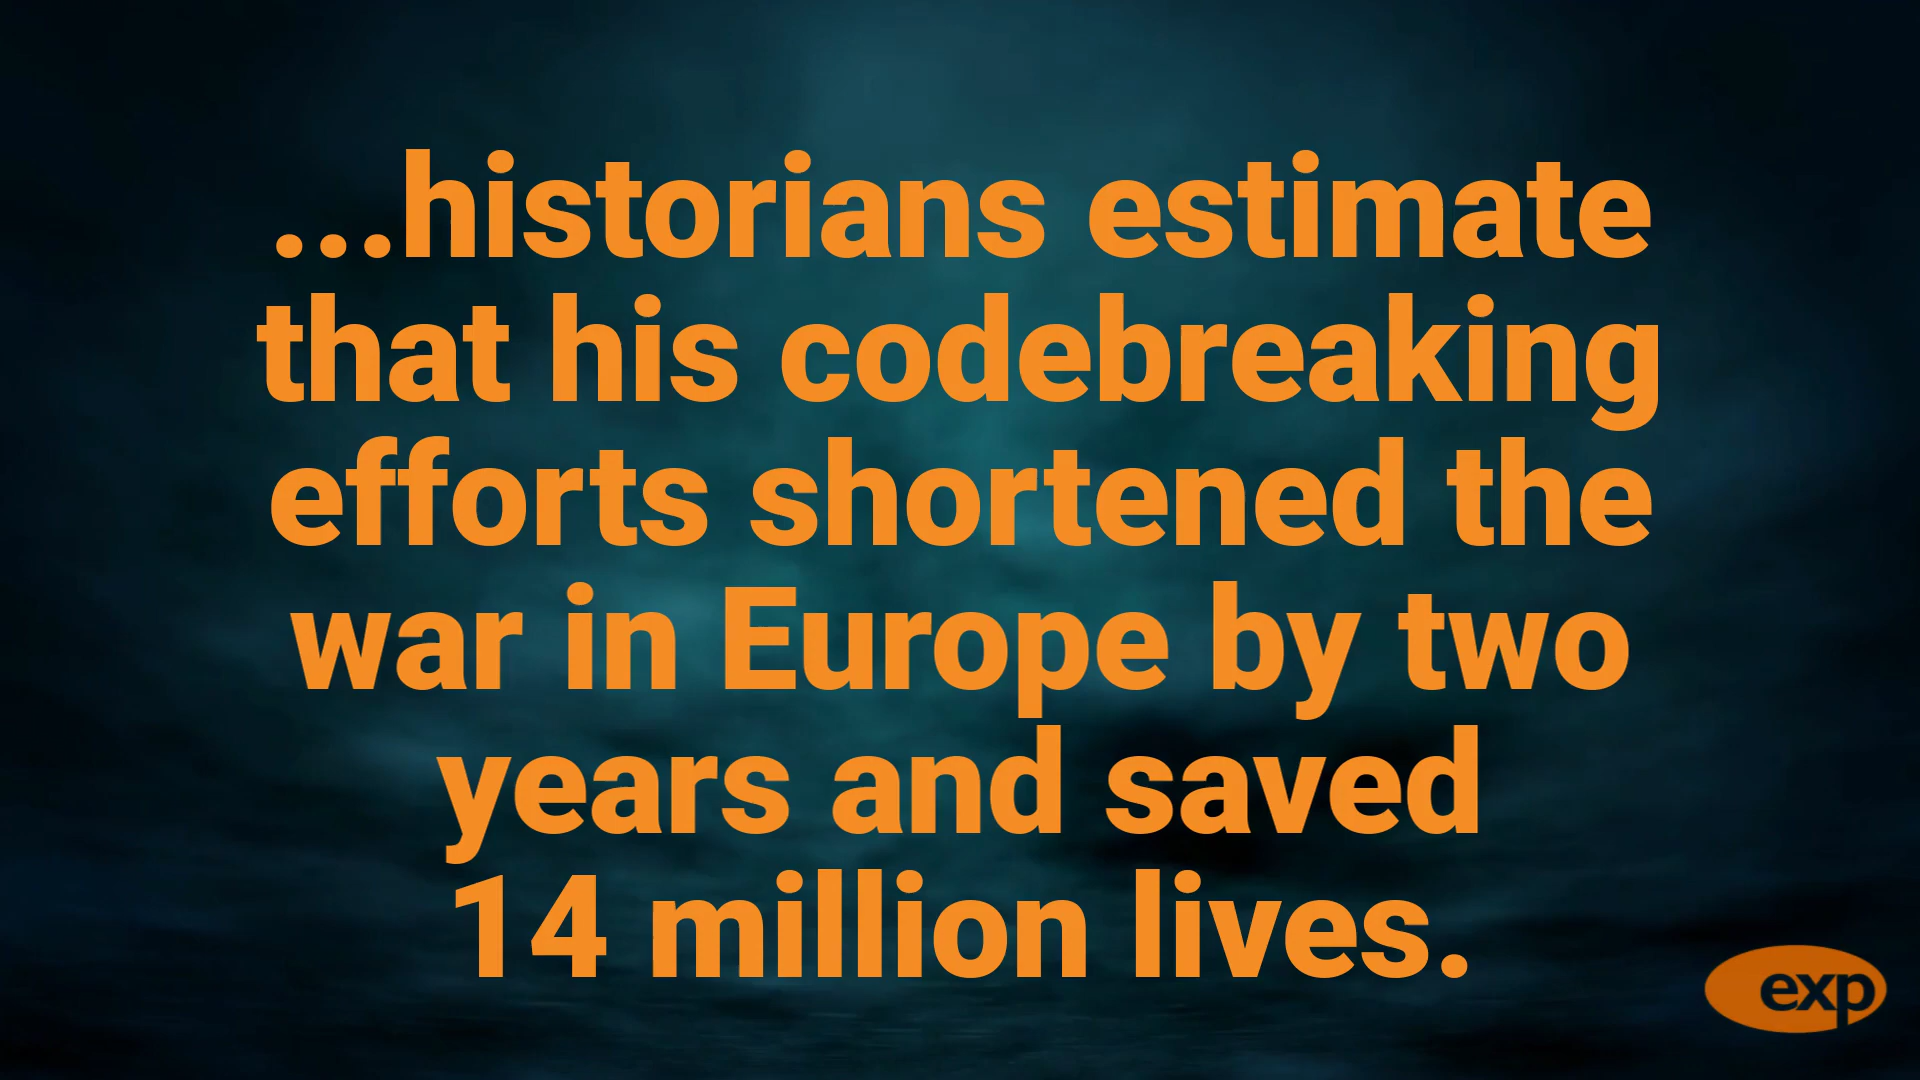 ...historians estimate
that his codebreaking
efforts shortened the
war in Europe by two
years and saved
14 million lives.
exp